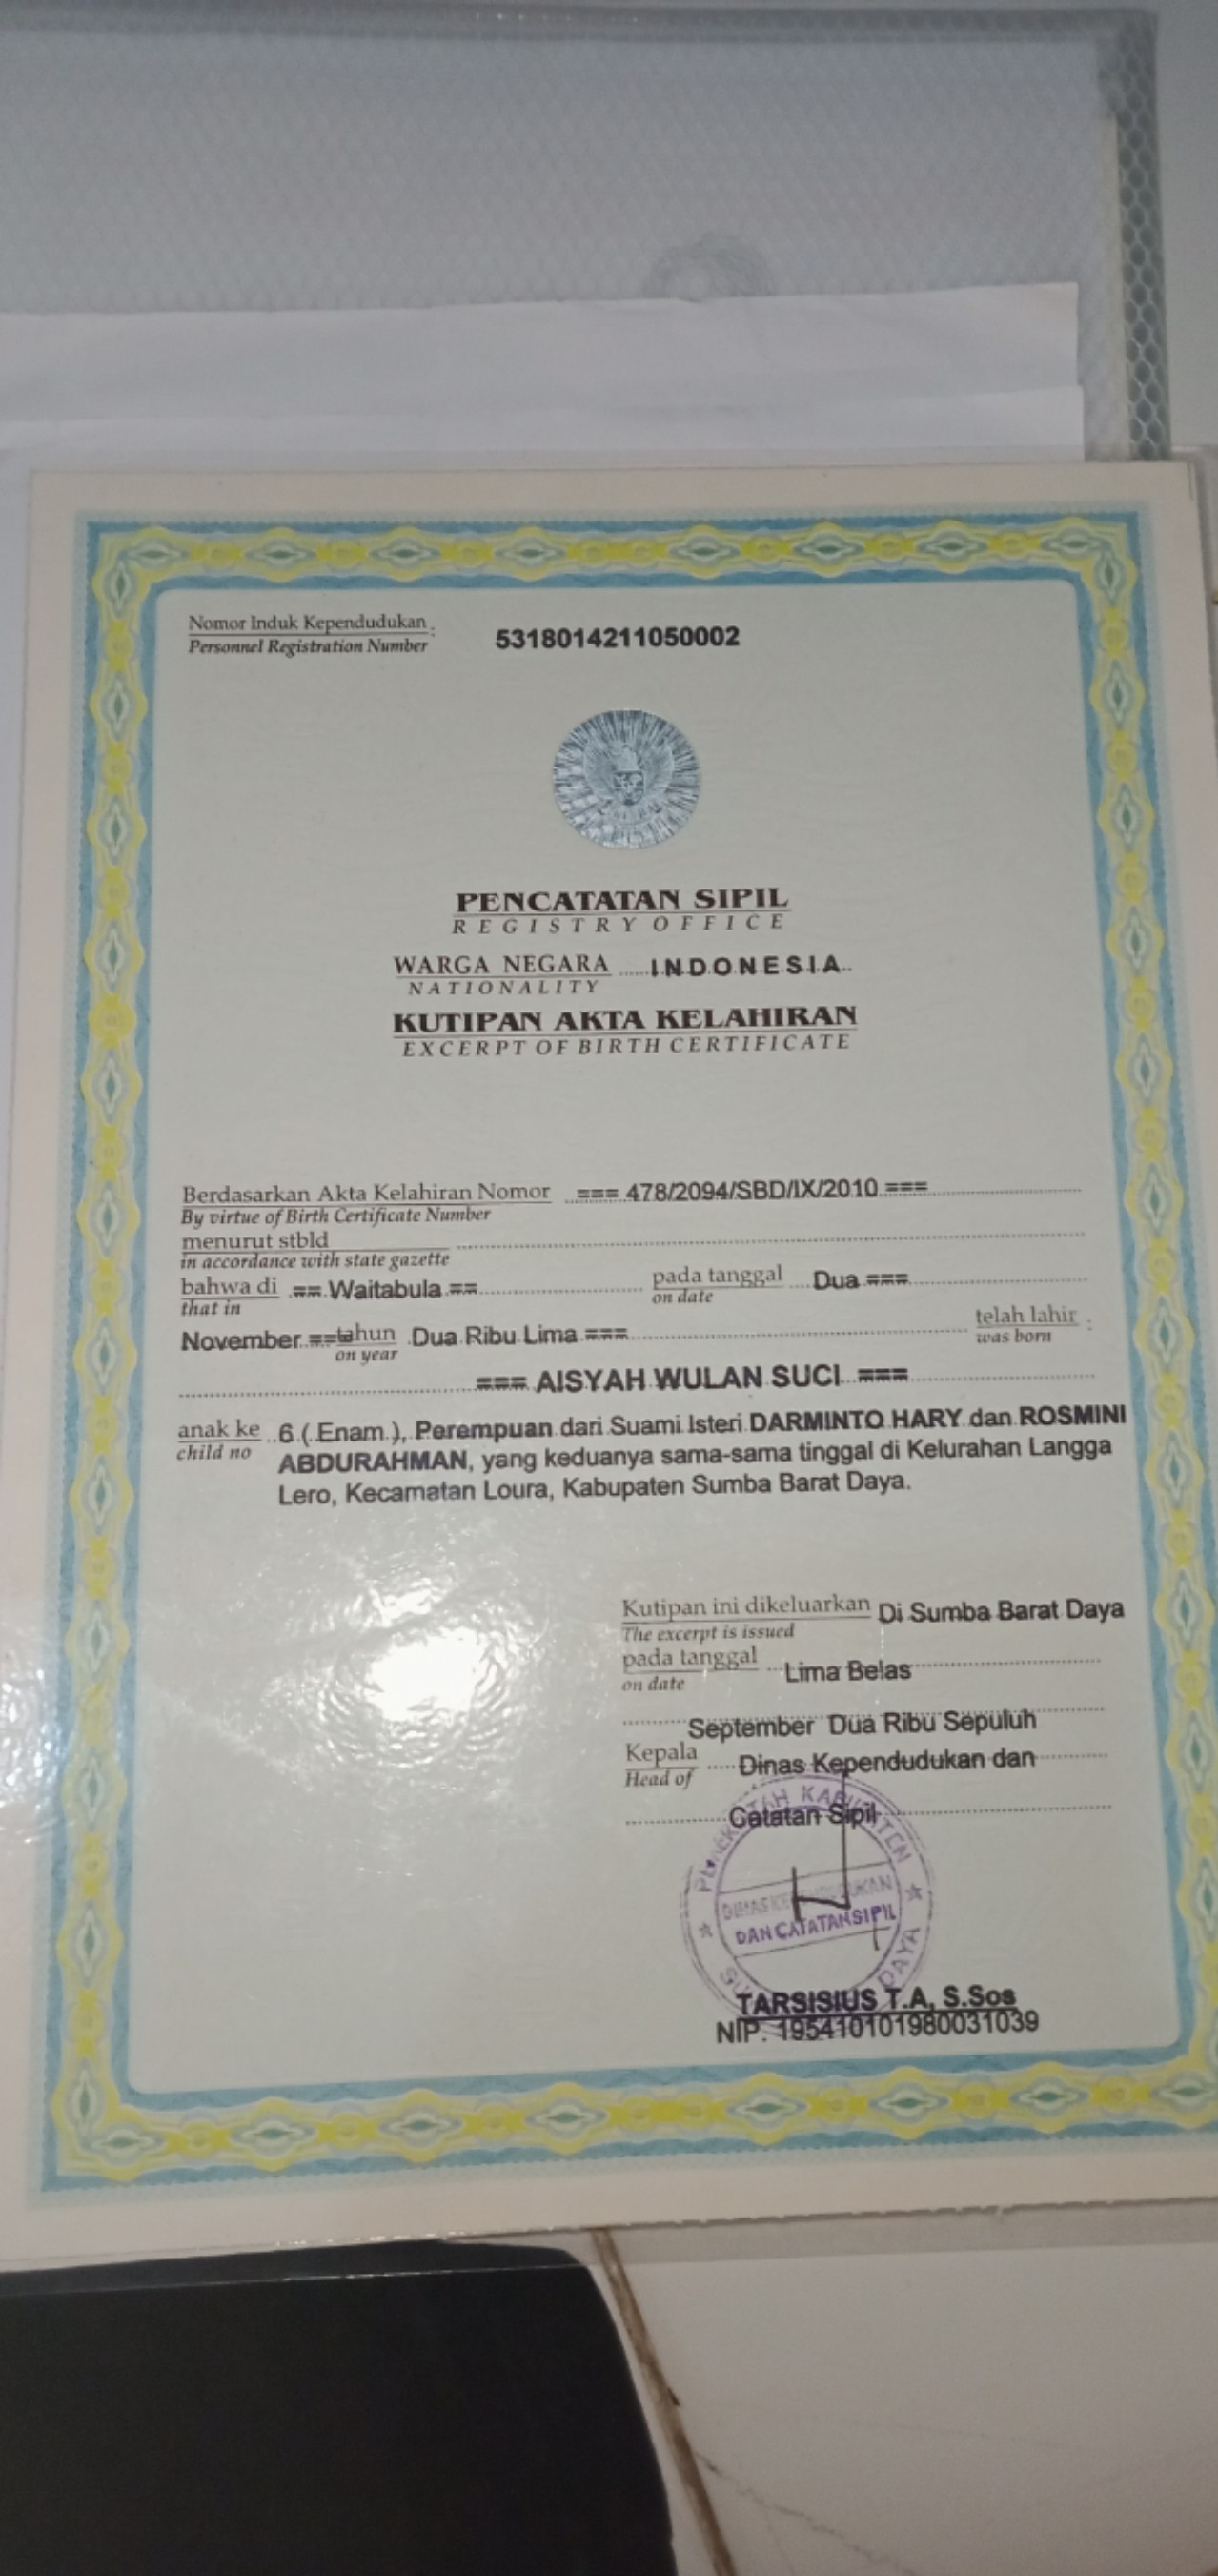 Nomor Induk Kependudukan : 5318014211050002
Personnel Registration Number
PENCATATAN SIPIL
REGISTRY OFFICE
WARGA NEGARA INDONESIA
NATIONALITY
KUTIPAN AKTA KELAHIRAN
EXCERPT OF BIRTH CERTIFICATE
Berdasarkan Akta Kelahiran Nomor === 478/2094/SBD/IX/2010 ===
By virtue of Birth Certificate Number
menurut stbld
in accordance with state gazette
bahwa di == Waitabula == pada tanggal Dua ===
that in on date
November == tahun Dua Ribu Lima === telah lahir :
on year was born
=== AISYAH WULAN SUCI ===
anak ke 6 ( Enam ), Perempuan dari Suami Isteri DARMINTO HARY dan ROSMINI
child no ABDURAHMAN, yang keduanya sama-sama tinggal di Kelurahan Langga
Lero, Kecamatan Loura, Kabupaten Sumba Barat Daya.
Kutipan ini dikeluarkan Di Sumba Barat Daya
The excerpt is issued
pada tanggal Lima Belas
on date
September Dua Ribu Sepuluh
Kepala Dinas Kependudukan dan
Head of
Catatan Sipil
KABUPATEN
DAN CATATAN SIPIL
DAYA
TARSISIUS T.A, S.Sos
NIP. 195410101980031039